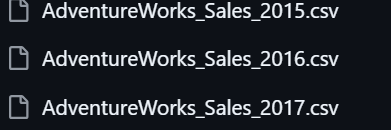 AdventureWorks_Sales_2015.csv
AdventureWorks_Sales_2016.csv
AdventureWorks_Sales_2017.csv